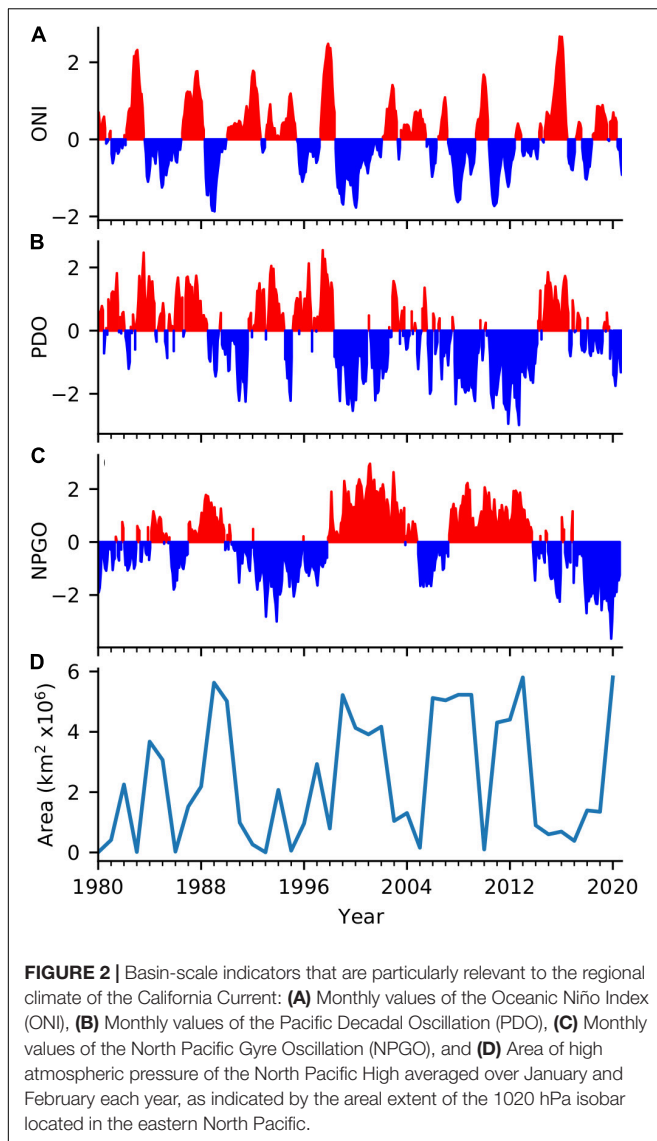 A
ONI
2
0
−2
B
PDO
2
0
−2
C
NPGO
2
0
−2
D
Area (km² x10⁶)
6
4
2
0
1980 1988 1996 2004 2012 2020
Year
FIGURE 2 | Basin-scale indicators that are particularly relevant to the regional
climate of the California Current: (A) Monthly values of the Oceanic Niño Index
(ONI), (B) Monthly values of the Pacific Decadal Oscillation (PDO), (C) Monthly
values of the North Pacific Gyre Oscillation (NPGO), and (D) Area of high
atmospheric pressure of the North Pacific High averaged over January and
February each year, as indicated by the areal extent of the 1020 hPa isobar
located in the eastern North Pacific.